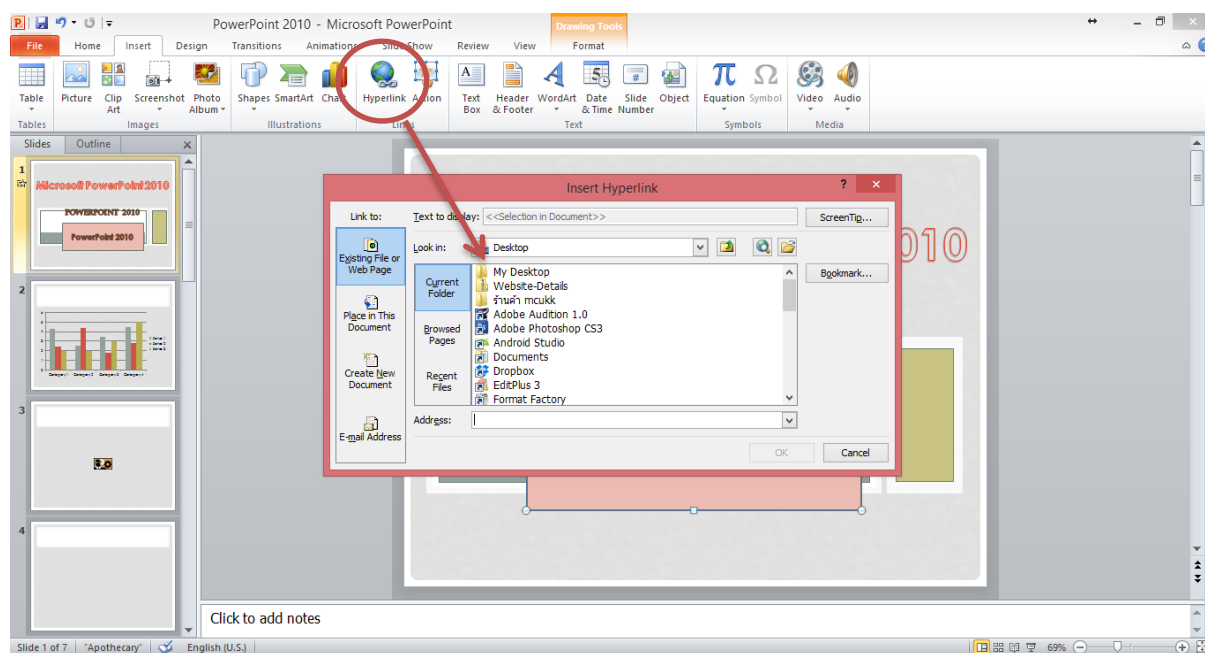 PowerPoint 2010 - Microsoft PowerPoint
Drawing Tools
File Home Insert Design Transitions Animations Slide Show Review View Format
Table Picture Clip Art Screenshot Photo Album Shapes SmartArt Chart Hyperlink Action Text Box Header & Footer WordArt Date & Time Slide Number Object Equation Symbol Video Audio
Tables Images Illustrations Links Text Symbols Media
Slides Outline
1
Microsoft PowerPoint 2010
POWERPOINT 2010
PowerPoint 2010
2
3
4
010
Insert Hyperlink
Link to:
Text to display: <<Selection in Document>>
ScreenTip...
Existing File or
Web Page
Place in This
Document
Create New
Document
E-mail Address
Look in: Desktop
Bookmark...
Current
Folder
Browsed
Pages
Recent
Files
My Desktop
Website-Details
ร้านค้า mcukk
Adobe Audition 1.0
Adobe Photoshop CS3
Android Studio
Documents
Dropbox
EditPlus 3
Format Factory
Address:
OK Cancel
Click to add notes
Slide 1 of 7 "Apothecary" English (U.S.) 69%